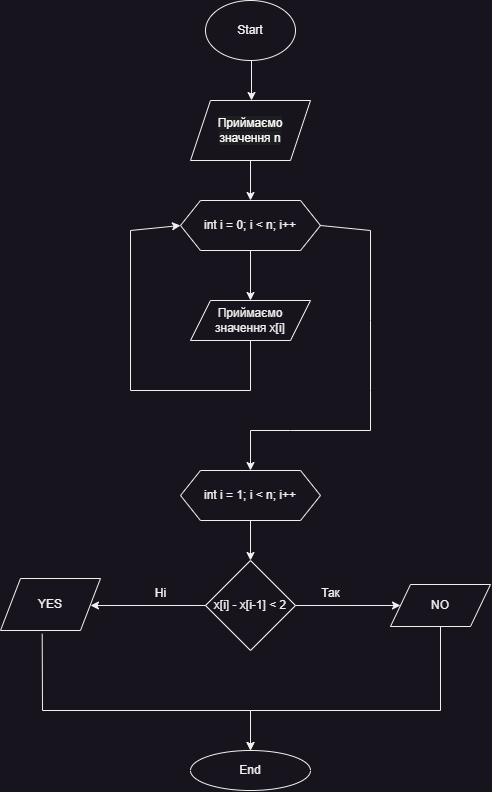 Start
Приймаємо
значення n
int i = 0; i < n; i++
Приймаємо
значення x[i]
int i = 1; i < n; i++
Ні
Так
YES
x[i] - x[i-1] < 2
NO
End